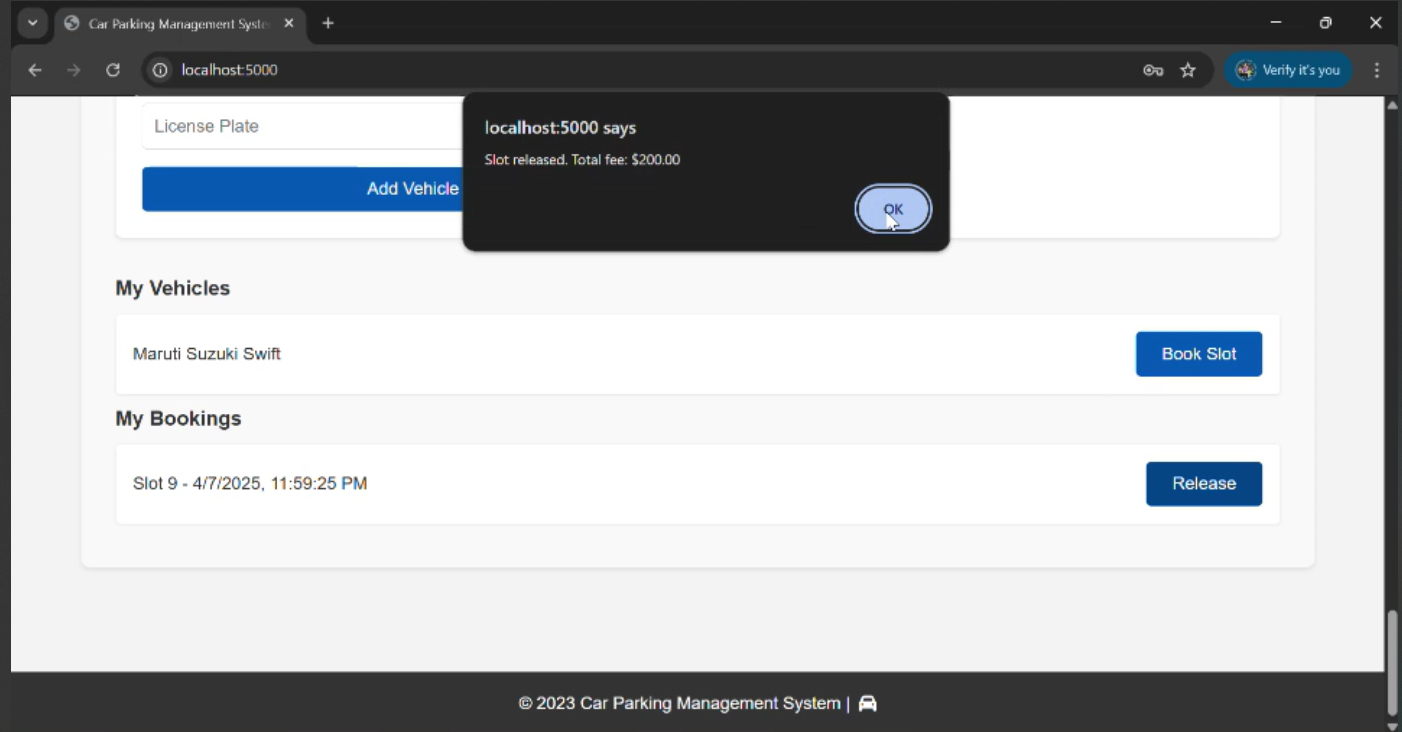 Car Parking Management Syste
localhost:5000
Verify it's you
localhost:5000 says
Slot released. Total fee: $200.00
OK
License Plate
Add Vehicle
My Vehicles
Maruti Suzuki Swift
Book Slot
My Bookings
Slot 9 - 4/7/2025, 11:59:25 PM
Release
© 2023 Car Parking Management System |